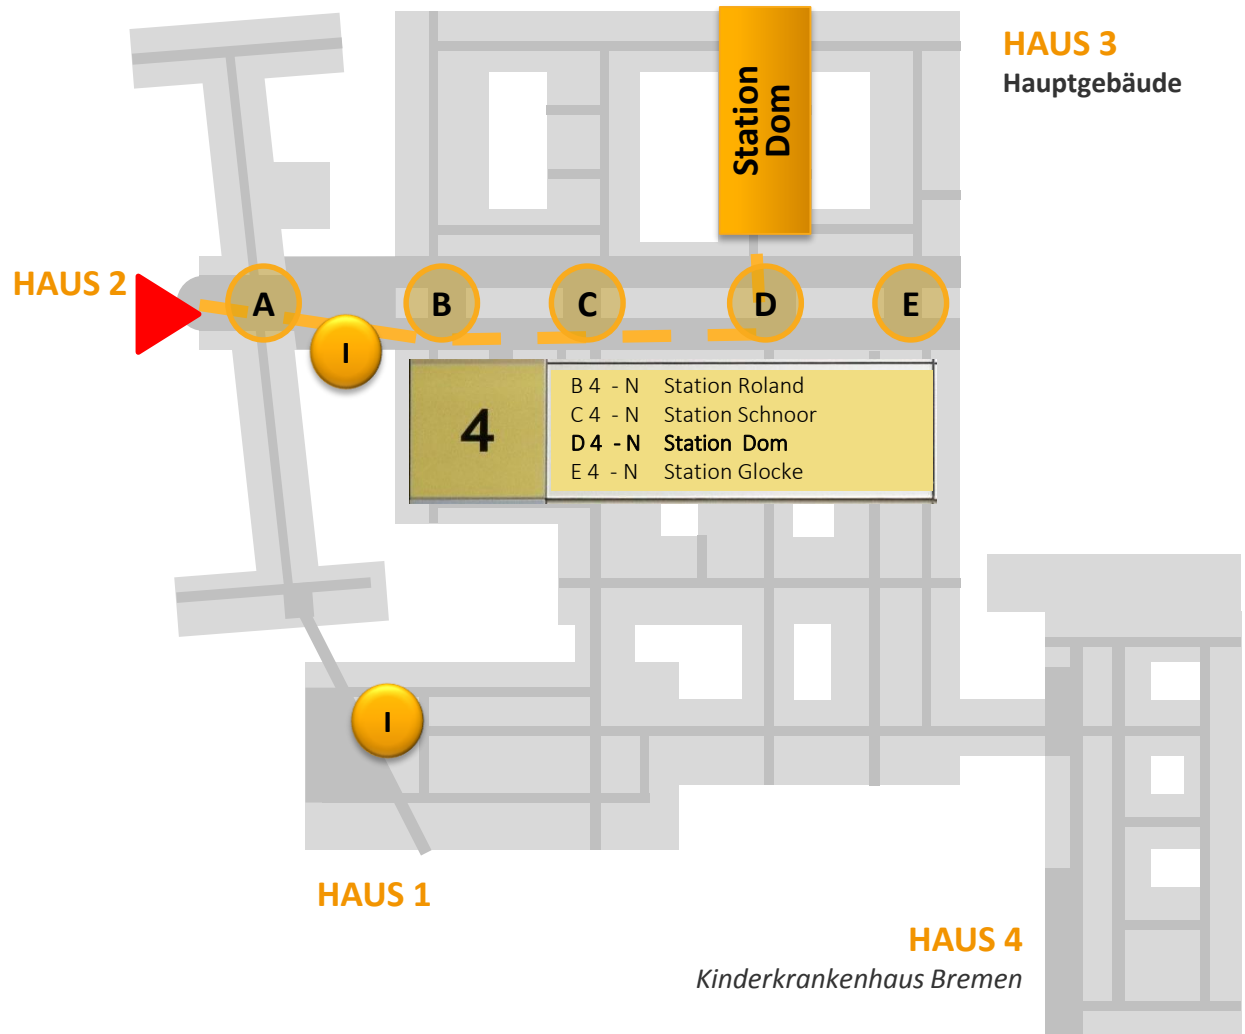 HAUS 3
Hauptgebäude
Station
Dom
HAUS 2
A
B
C
D
E
I
4
B 4 - N Station Roland
C 4 - N Station Schnoor
D 4 - N Station Dom
E 4 - N Station Glocke
I
HAUS 1
HAUS 4
Kinderkrankenhaus Bremen